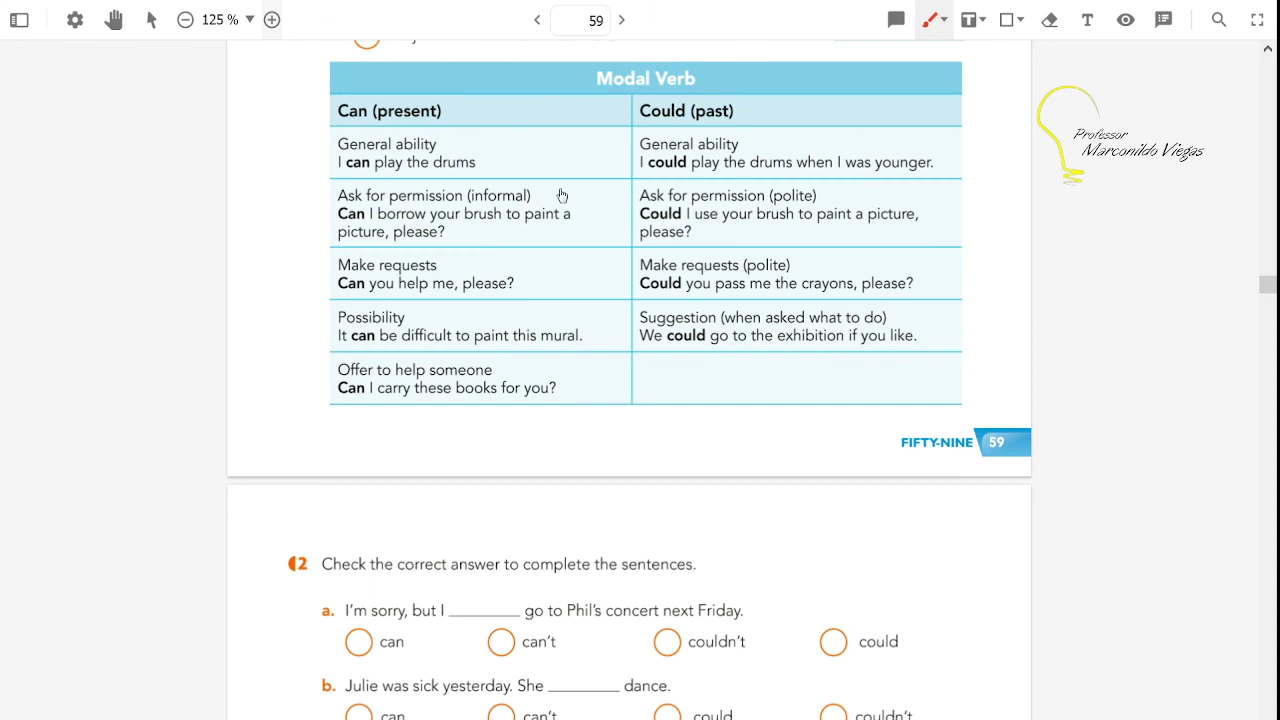 125 %
59
Modal Verb
Can (present)
Could (past)
General ability
I can play the drums
General ability
I could play the drums when I was younger.
Ask for permission (informal)
Can I borrow your brush to paint a
picture, please?
Ask for permission (polite)
Could I use your brush to paint a picture,
please?
Make requests
Can you help me, please?
Make requests (polite)
Could you pass me the crayons, please?
Possibility
It can be difficult to paint this mural.
Suggestion (when asked what to do)
We could go to the exhibition if you like.
Offer to help someone
Can I carry these books for you?
FIFTY-NINE 59
Professor
Marconildo Viegas
2 Check the correct answer to complete the sentences.
a. I'm sorry, but I ________ go to Phil's concert next Friday.
can can't couldn't could
b. Julie was sick yesterday. She ________ dance.
can can't could couldn't